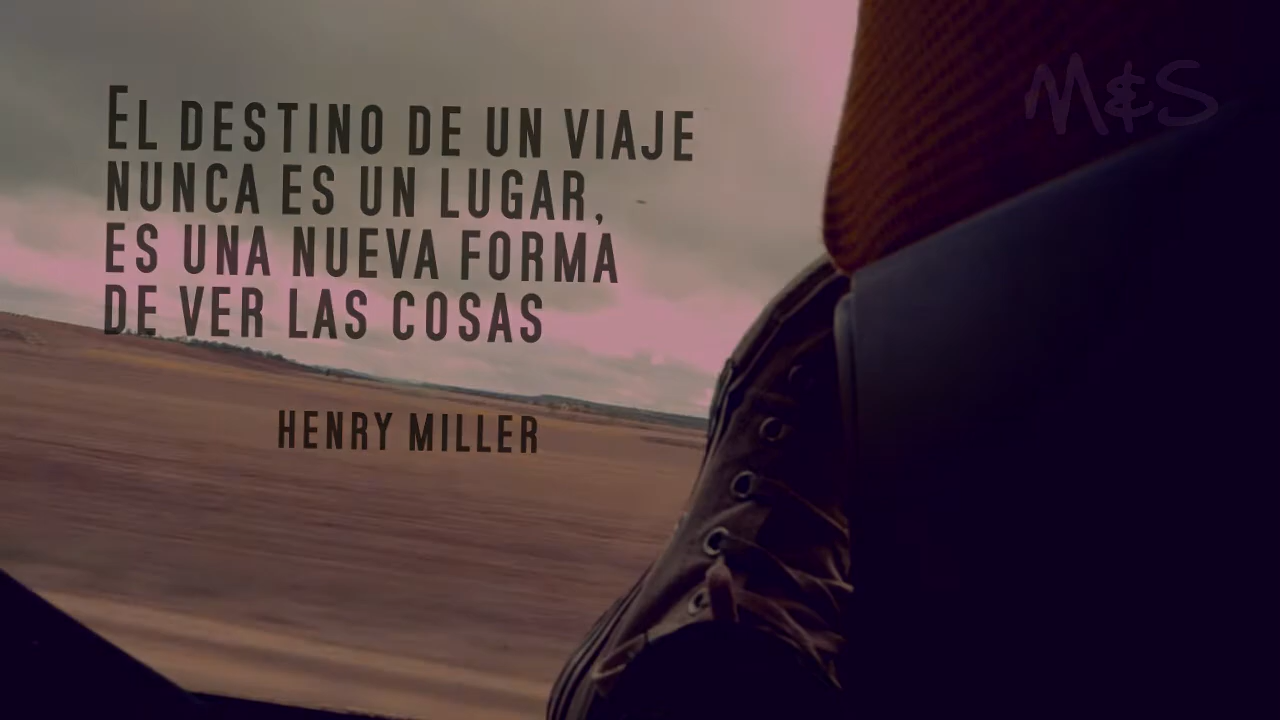 El destino de un viaje
nunca es un lugar,
es una nueva forma
de ver las cosas
Henry Miller
M&S